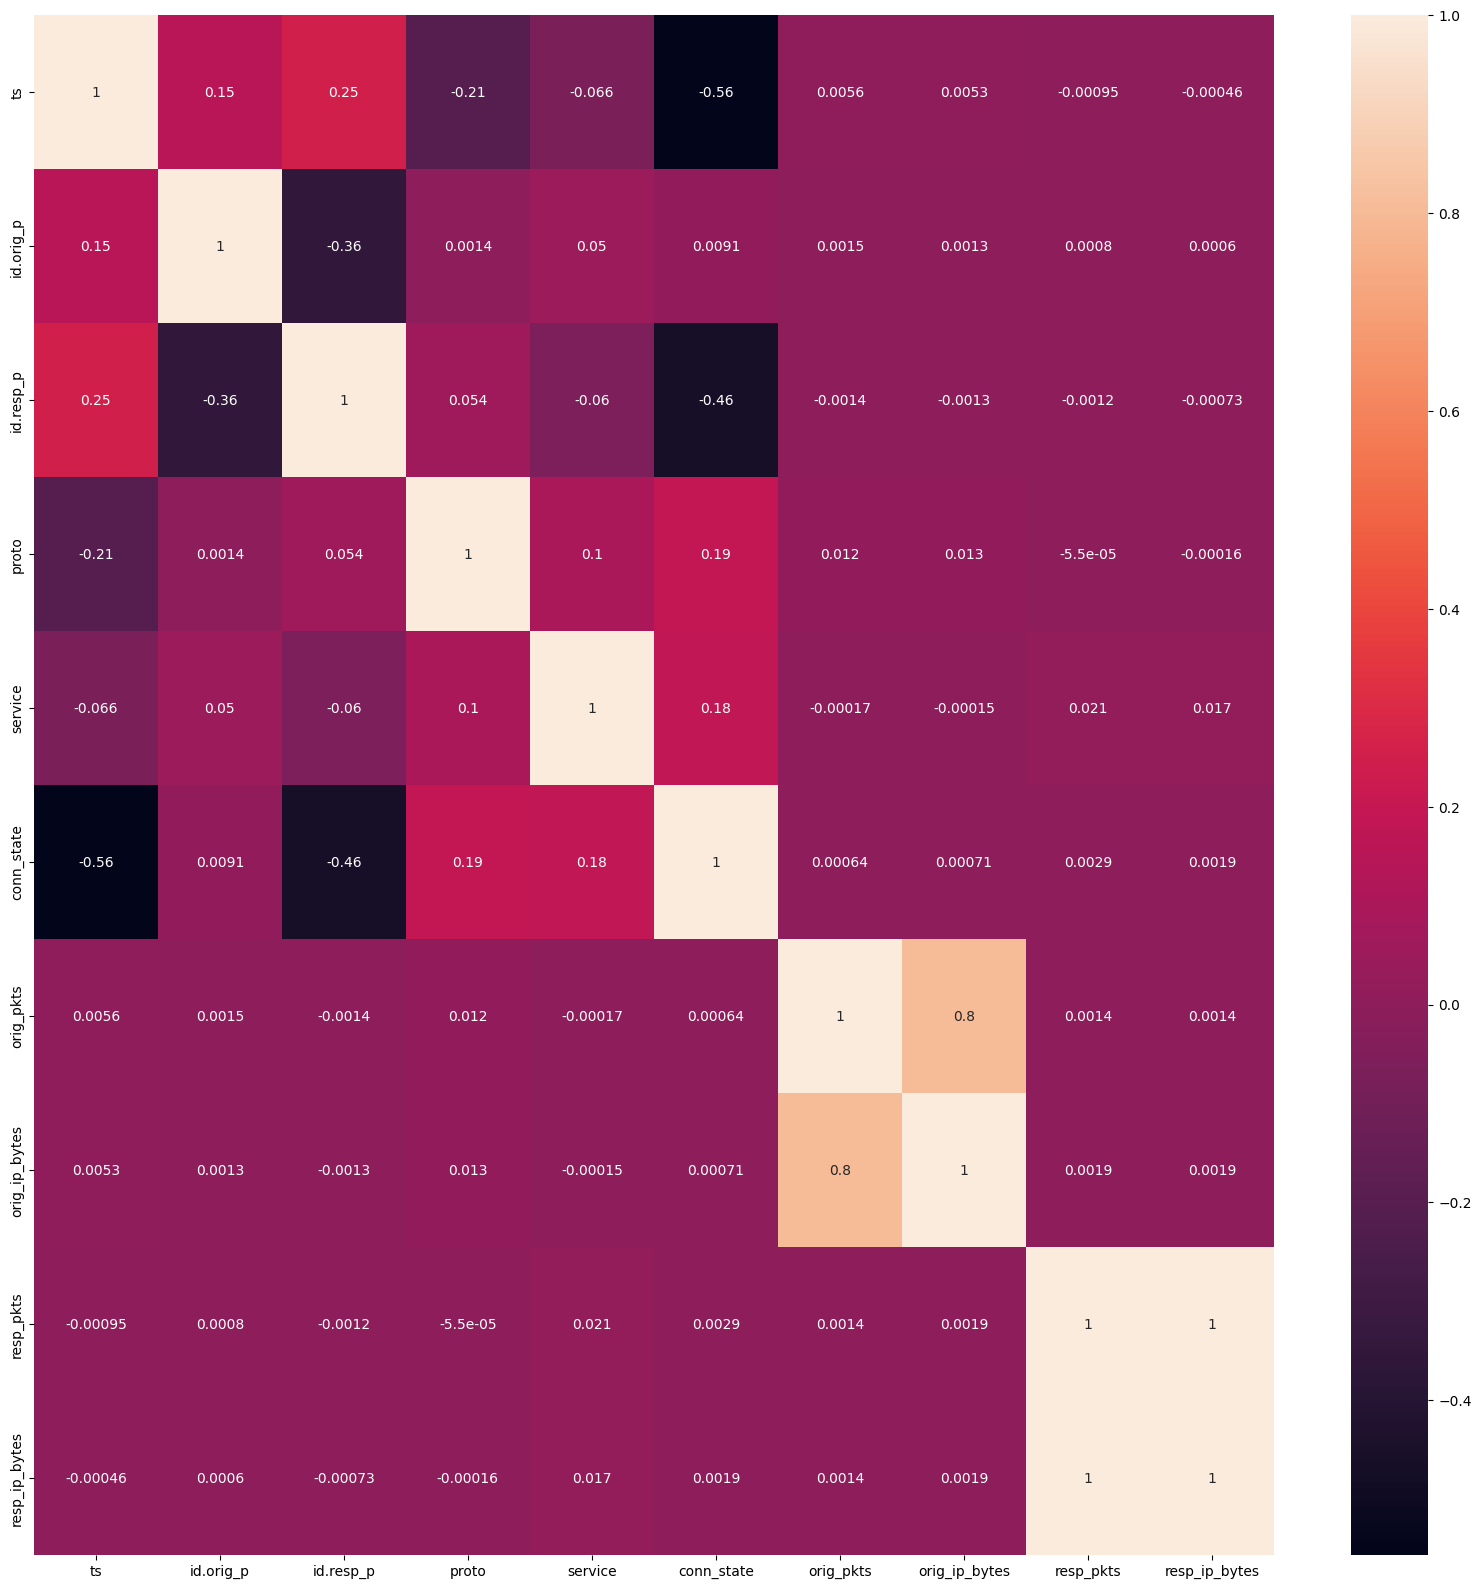 ts 1 0.15 0.25 -0.21 -0.066 -0.56 0.0056 0.0053 -0.00095 -0.00046
id.orig_p 0.15 1 -0.36 0.0014 0.05 0.0091 0.0015 0.0013 0.0008 0.0006
id.resp_p 0.25 -0.36 1 0.054 -0.06 -0.46 -0.0014 -0.0013 -0.0012 -0.00073
proto -0.21 0.0014 0.054 1 0.1 0.19 0.012 0.013 -5.5e-05 -0.00016
service -0.066 0.05 -0.06 0.1 1 0.18 -0.00017 -0.00015 0.021 0.017
conn_state -0.56 0.0091 -0.46 0.19 0.18 1 0.00064 0.00071 0.0029 0.0019
orig_pkts 0.0056 0.0015 -0.0014 0.012 -0.00017 0.00064 1 0.8 0.0014 0.0014
orig_ip_bytes 0.0053 0.0013 -0.0013 0.013 -0.00015 0.00071 0.8 1 0.0019 0.0019
resp_pkts -0.00095 0.0008 -0.0012 -5.5e-05 0.021 0.0029 0.0014 0.0019 1 1
resp_ip_bytes -0.00046 0.0006 -0.00073 -0.00016 0.017 0.0019 0.0014 0.0019 1 1
ts id.orig_p id.resp_p proto service conn_state orig_pkts orig_ip_bytes resp_pkts resp_ip_bytes
1.0
0.8
0.6
0.4
0.2
0.0
−0.2
−0.4